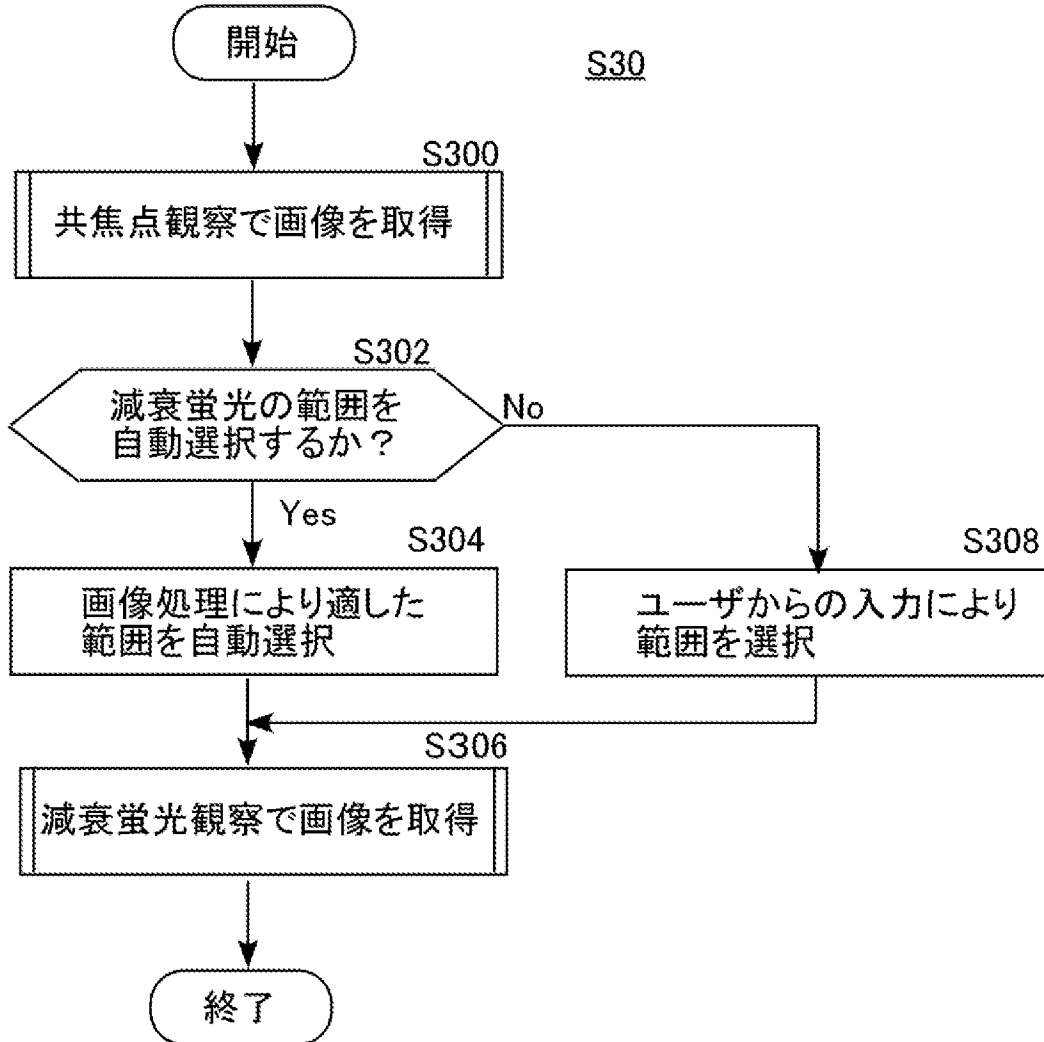 開始
S30
S300
共焦点観察で画像を取得
S302
減衰蛍光の範囲を
自動選択するか？
No
Yes
S304
画像処理により適した
範囲を自動選択
S308
ユーザからの入力により
範囲を選択
S306
減衰蛍光観察で画像を取得
終了